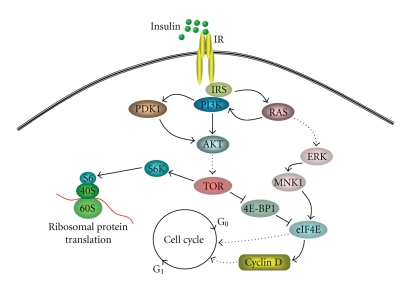 Insulin
IR
IRS
PI3K
PDK1
RAS
AKT
ERK
S6K
S6
TOR
MNK1
40S
60S
4E-BP1
Ribosomal protein
translation
G0
eIF4E
Cell cycle
G1
Cyclin D